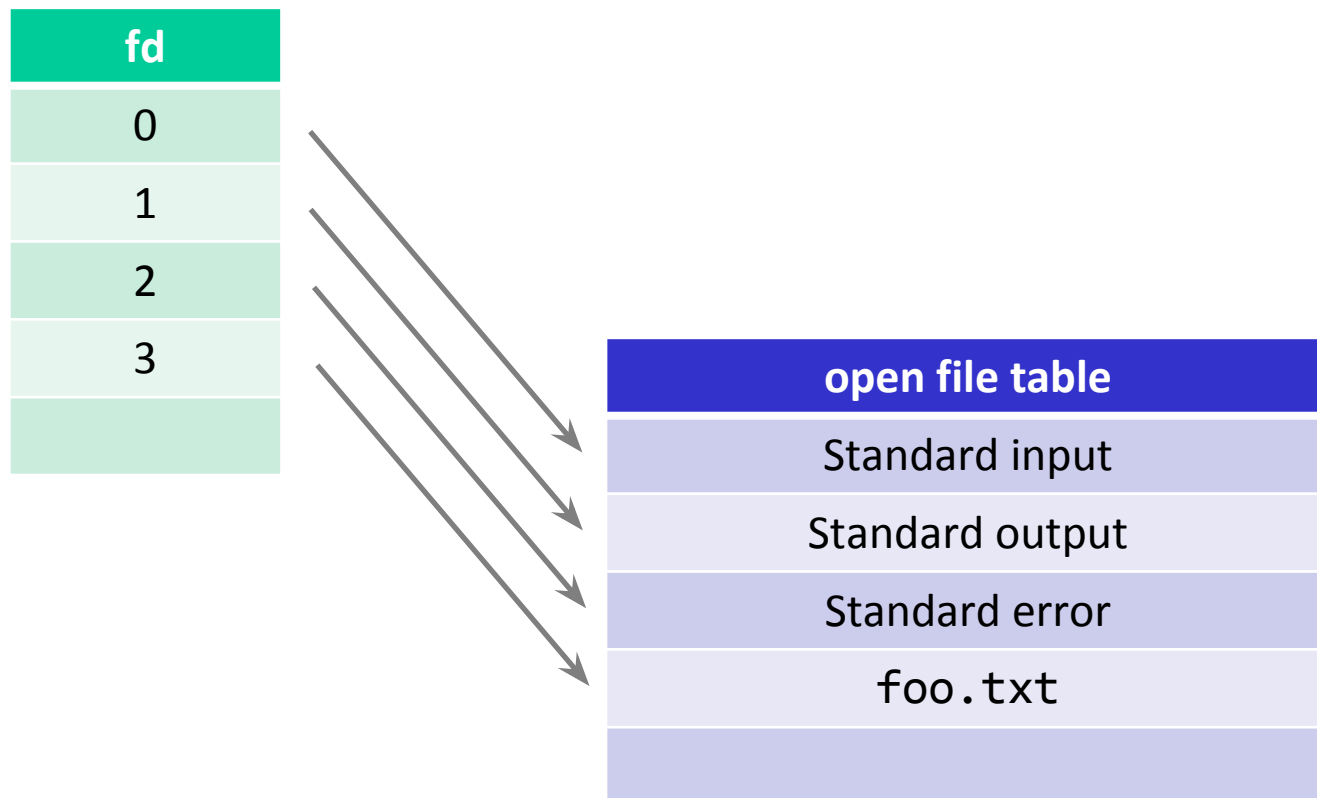 fd
0
1
2
3
open file table
Standard input
Standard output
Standard error
foo.txt